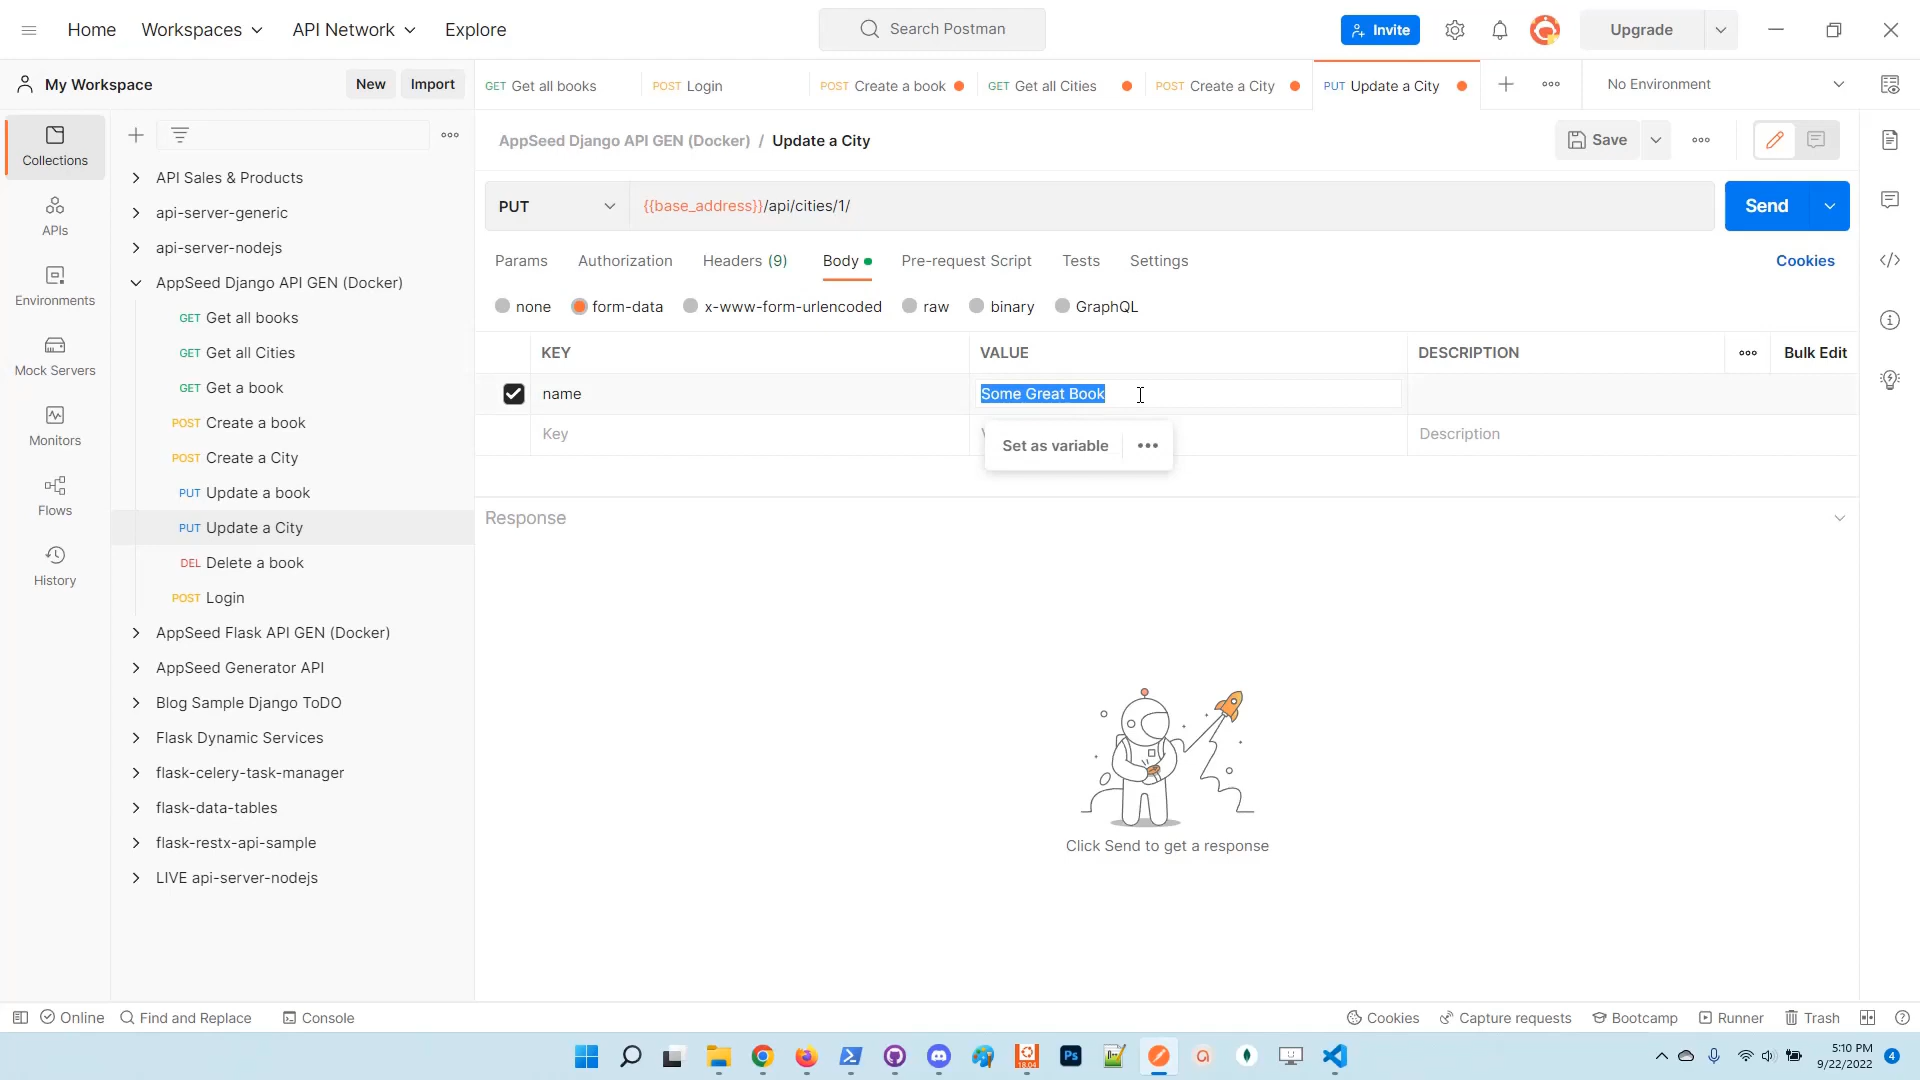 Home Workspaces API Network Explore Search Postman Invite Upgrade
My Workspace New Import GET Get all books POST Login POST Create a book GET Get all Cities POST Create a City PUT Update a City No Environment
Collections
APIs
Environments
Mock Servers
Monitors
Flows
History
API Sales & Products
api-server-generic
api-server-nodejs
AppSeed Django API GEN (Docker)
GET Get all books
GET Get all Cities
GET Get a book
POST Create a book
POST Create a City
PUT Update a book
PUT Update a City
DEL Delete a book
POST Login
AppSeed Flask API GEN (Docker)
AppSeed Generator API
Blog Sample Django ToDO
Flask Dynamic Services
flask-celery-task-manager
flask-data-tables
flask-restx-api-sample
LIVE api-server-nodejs
AppSeed Django API GEN (Docker) / Update a City Save
PUT {{base_address}}/api/cities/1/ Send
Params Authorization Headers (9) Body Pre-request Script Tests Settings Cookies
none form-data x-www-form-urlencoded raw binary GraphQL
KEY VALUE DESCRIPTION Bulk Edit
name Some Great Book
Key Description
Set as variable
Response
Click Send to get a response
Online Find and Replace Console Cookies Capture requests Bootcamp Runner Trash
Ps 18.04 5:10 PM
9/22/2022 4